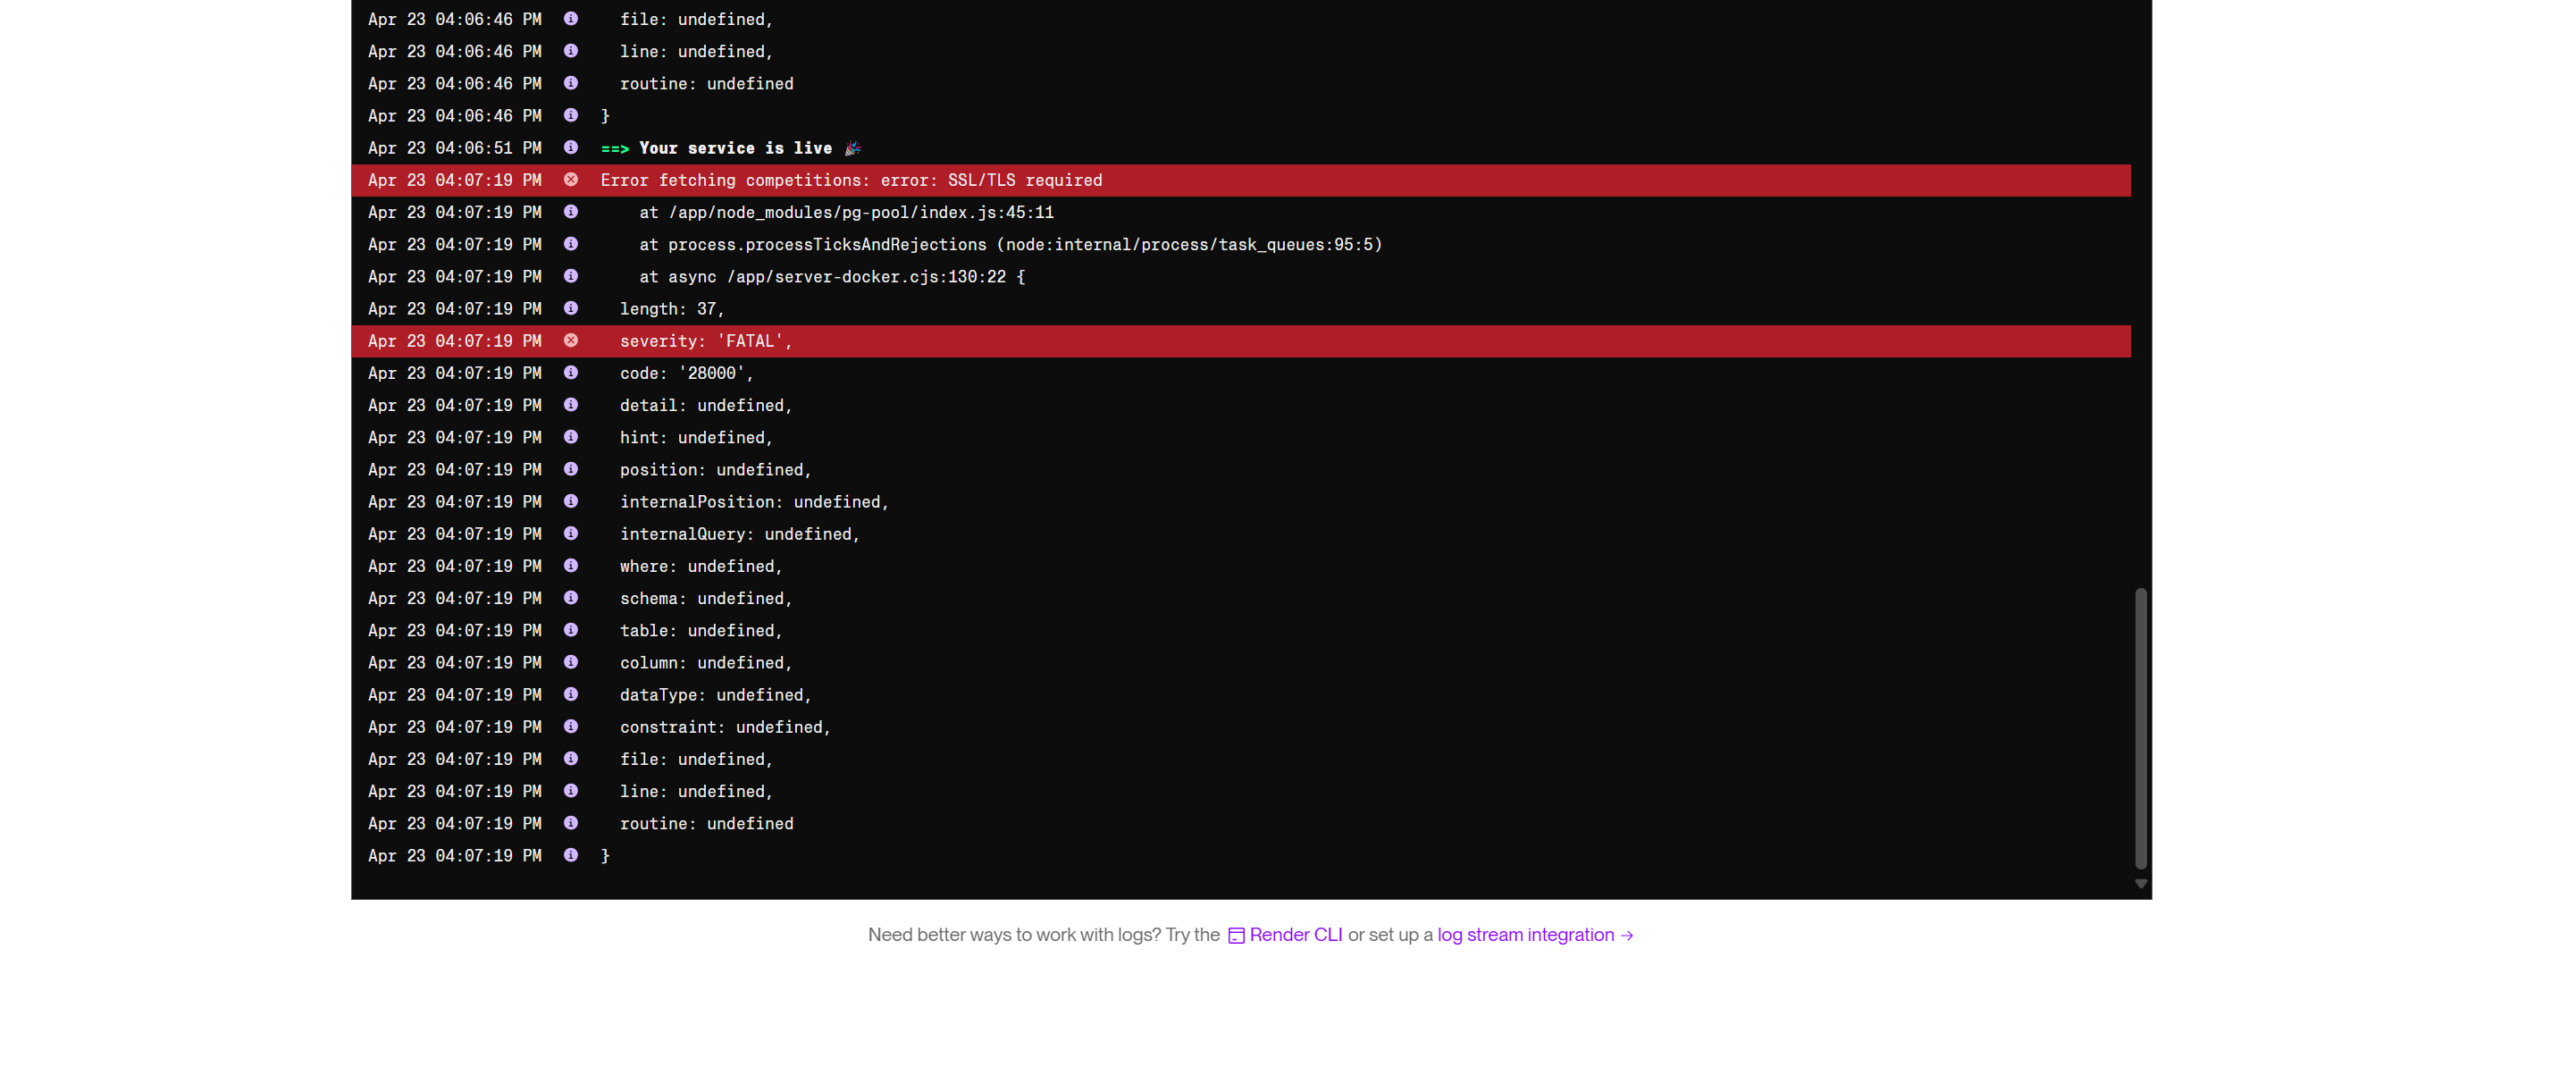 Apr 23 04:06:46 PM file: undefined,
Apr 23 04:06:46 PM line: undefined,
Apr 23 04:06:46 PM routine: undefined
Apr 23 04:06:46 PM }
Apr 23 04:06:51 PM ==> Your service is live 🎉
Apr 23 04:07:19 PM Error fetching competitions: error: SSL/TLS required
Apr 23 04:07:19 PM at /app/node_modules/pg-pool/index.js:45:11
Apr 23 04:07:19 PM at process.processTicksAndRejections (node:internal/process/task_queues:95:5)
Apr 23 04:07:19 PM at async /app/server-docker.cjs:130:22 {
Apr 23 04:07:19 PM length: 37,
Apr 23 04:07:19 PM severity: 'FATAL',
Apr 23 04:07:19 PM code: '28000',
Apr 23 04:07:19 PM detail: undefined,
Apr 23 04:07:19 PM hint: undefined,
Apr 23 04:07:19 PM position: undefined,
Apr 23 04:07:19 PM internalPosition: undefined,
Apr 23 04:07:19 PM internalQuery: undefined,
Apr 23 04:07:19 PM where: undefined,
Apr 23 04:07:19 PM schema: undefined,
Apr 23 04:07:19 PM table: undefined,
Apr 23 04:07:19 PM column: undefined,
Apr 23 04:07:19 PM dataType: undefined,
Apr 23 04:07:19 PM constraint: undefined,
Apr 23 04:07:19 PM file: undefined,
Apr 23 04:07:19 PM line: undefined,
Apr 23 04:07:19 PM routine: undefined
Apr 23 04:07:19 PM }
Need better ways to work with logs? Try the Render CLI or set up a log stream integration →